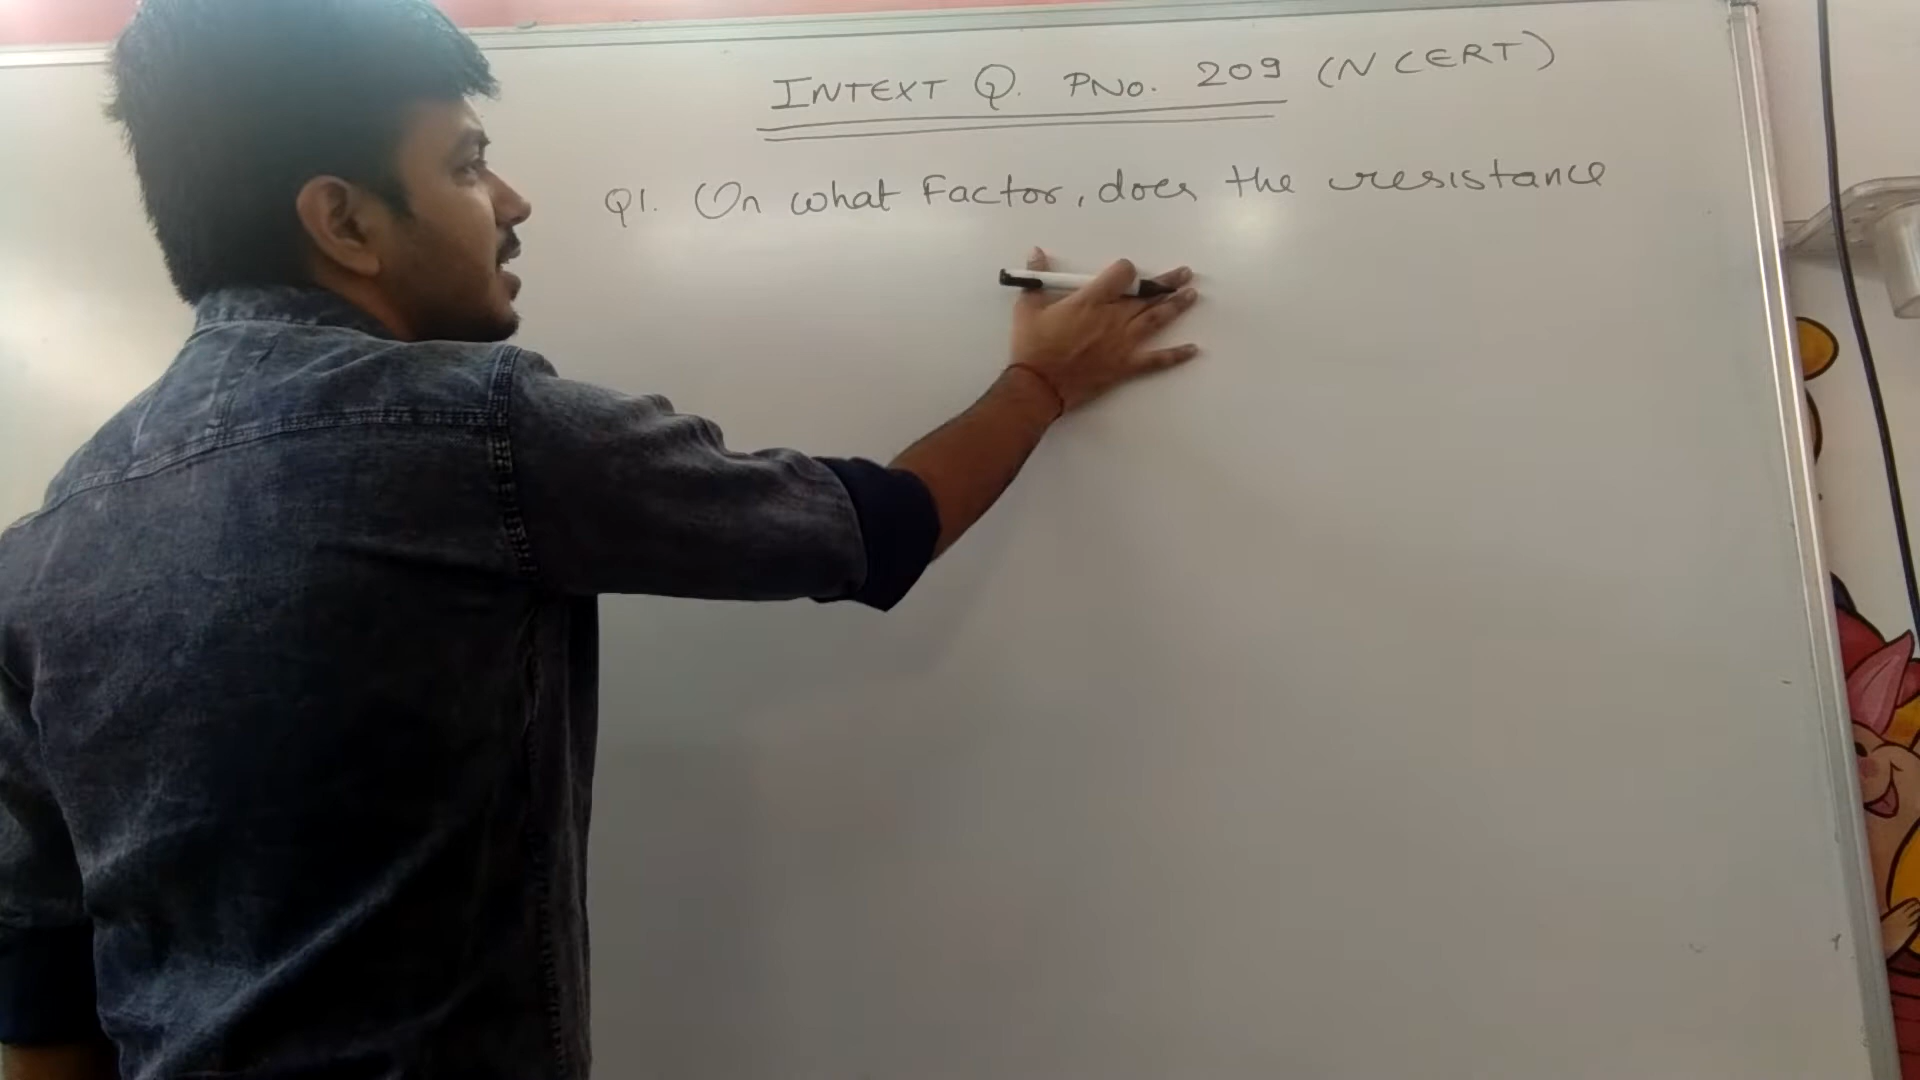 INTEXT Q. PNo. 209 (NCERT)
Q1. On what Factor, does the resistance